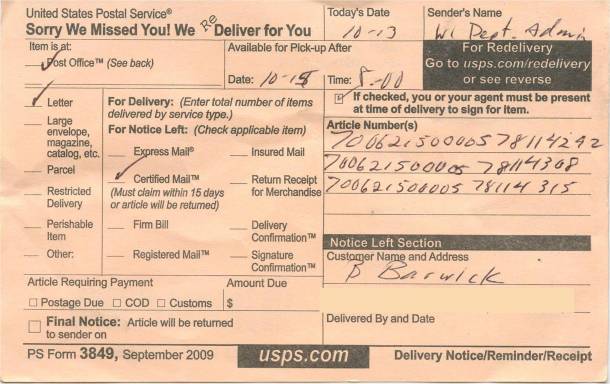 United States Postal Service®
Sorry We Missed You! We Re Deliver for You
Today's Date
10-13
Sender's Name
WI Dept. Admin
Item is at:
Post Office™ (See back)
Available for Pick-up After
Date: 10-15 Time: 8:00
For Redelivery
Go to usps.com/redelivery
or see reverse
Letter
Large envelope, magazine, catalog, etc.
Parcel
Restricted Delivery
Perishable Item
Other:
For Delivery: (Enter total number of items delivered by service type.)
For Notice Left: (Check applicable item)
Express Mail®
Certified Mail™
(Must claim within 15 days or article will be returned)
Firm Bill
Registered Mail™
Insured Mail
Return Receipt for Merchandise
Delivery Confirmation™
Signature Confirmation™
If checked, you or your agent must be present at time of delivery to sign for item.
Article Number(s)
70062150000578114292
70062150000578114308
70062150000578114315
Notice Left Section
Customer Name and Address
B Barwick
Article Requiring Payment
Postage Due COD Customs
Amount Due
$
Final Notice: Article will be returned to sender on
Delivered By and Date
PS Form 3849, September 2009
usps.com
Delivery Notice/Reminder/Receipt